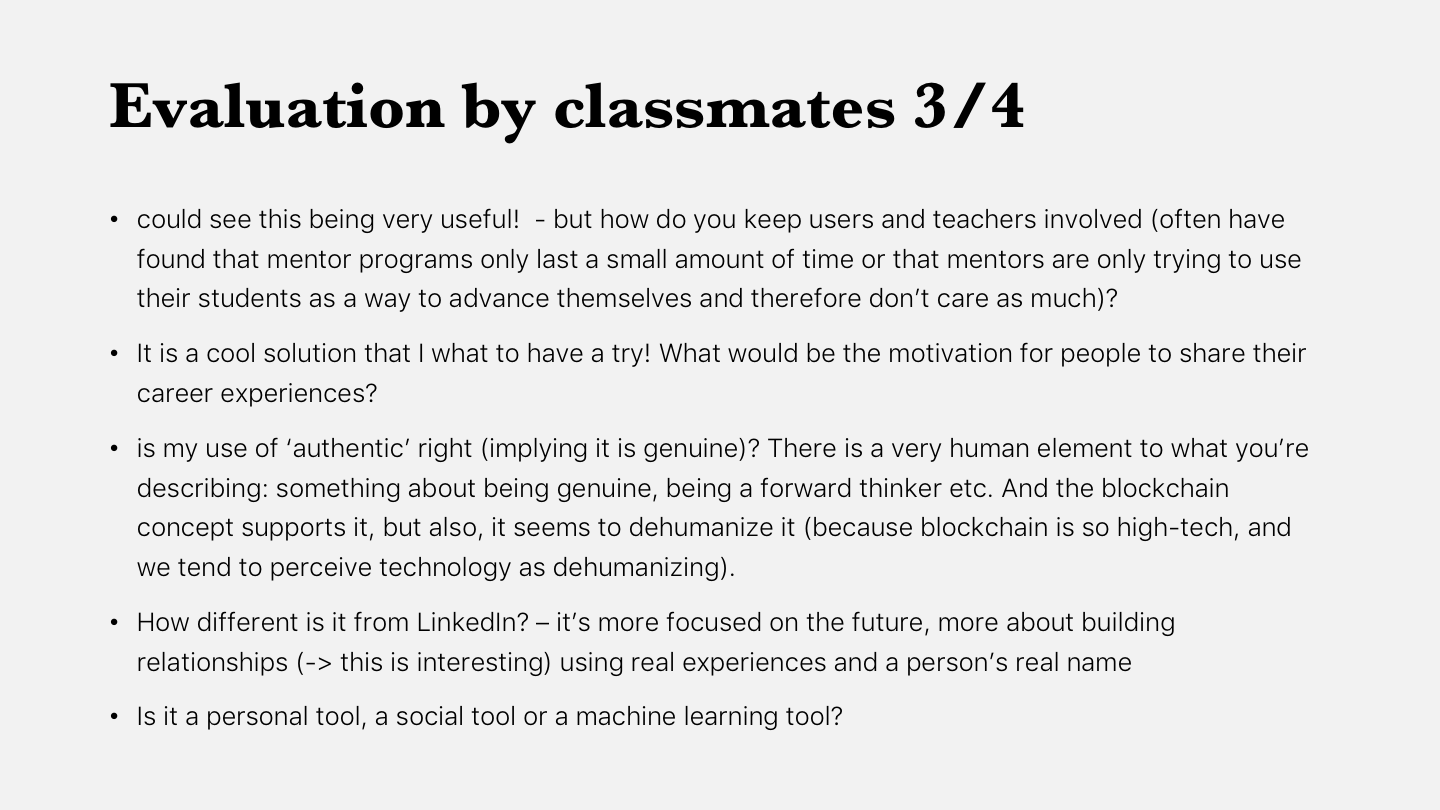 Evaluation by classmates 3/4
• could see this being very useful!  - but how do you keep users and teachers involved (often have
found that mentor programs only last a small amount of time or that mentors are only trying to use
their students as a way to advance themselves and therefore don’t care as much)?
• It is a cool solution that I what to have a try! What would be the motivation for people to share their
career experiences?
• is my use of ‘authentic’ right (implying it is genuine)? There is a very human element to what you’re
describing: something about being genuine, being a forward thinker etc. And the blockchain
concept supports it, but also, it seems to dehumanize it (because blockchain is so high-tech, and
we tend to perceive technology as dehumanizing).
• How different is it from LinkedIn? – it’s more focused on the future, more about building
relationships (-> this is interesting) using real experiences and a person’s real name
• Is it a personal tool, a social tool or a machine learning tool?